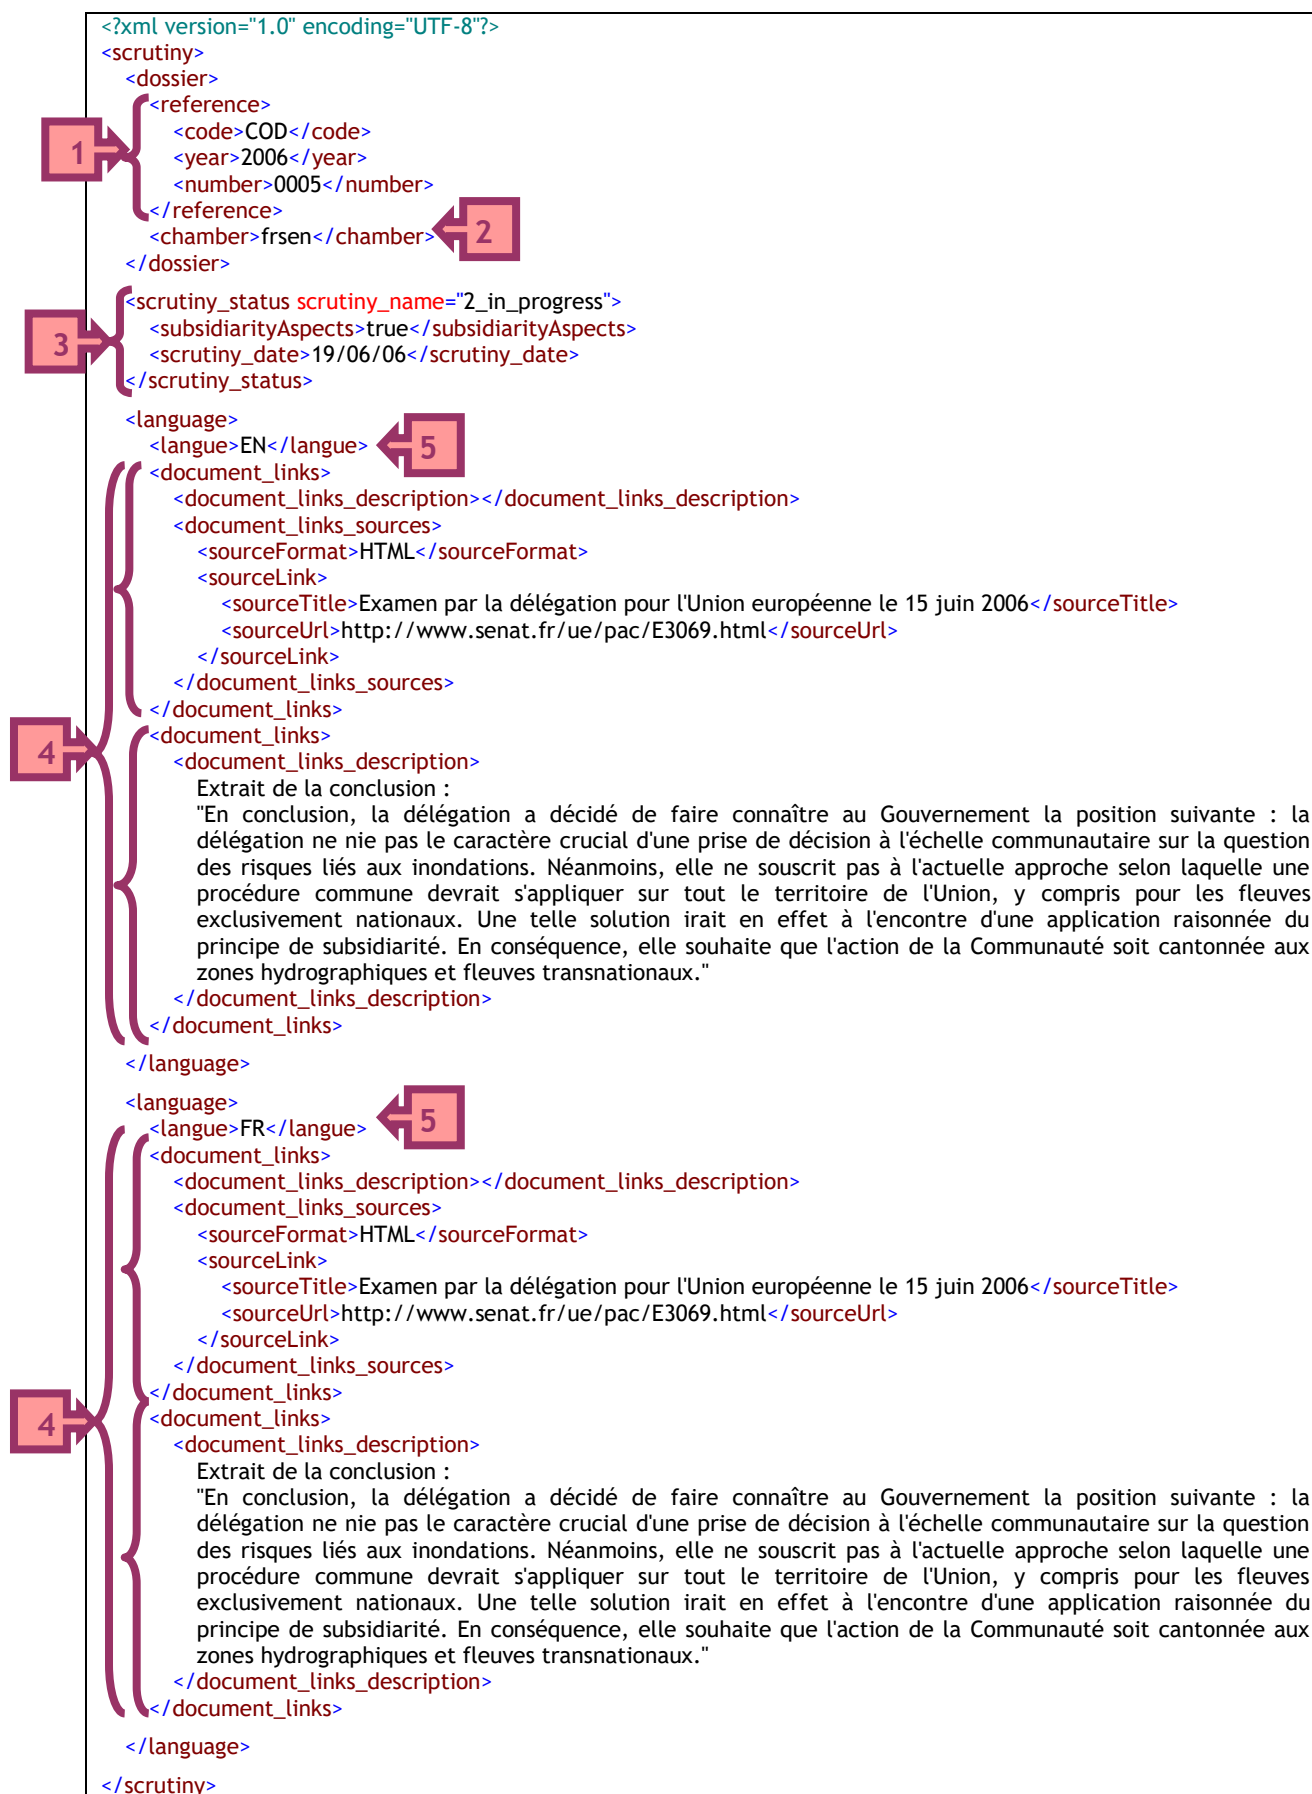 <?xml version="1.0" encoding="UTF-8"?>
<scrutiny>
<dossier>
<reference>
<code>COD</code>
1
<year>2006</year>
<number>0005</number>
</reference>
<chamber>frsen</chamber>
2
</dossier>
<scrutiny_status scrutiny_name="2_in_progress">
<subsidiarityAspects>true</subsidiarityAspects>
3
<scrutiny_date>19/06/06</scrutiny_date>
</scrutiny_status>
<language>
<langue>EN</langue>
5
<document_links>
<document_links_description></document_links_description>
<document_links_sources>
<sourceFormat>HTML</sourceFormat>
<sourceLink>
<sourceTitle>Examen par la délégation pour l'Union européenne le 15 juin 2006</sourceTitle>
<sourceUrl>http://www.senat.fr/ue/pac/E3069.html</sourceUrl>
</sourceLink>
</document_links_sources>
</document_links>
<document_links>
4
<document_links_description>
Extrait de la conclusion :
"En conclusion, la délégation a décidé de faire connaître au Gouvernement la position suivante : la
délégation ne nie pas le caractère crucial d'une prise de décision à l'échelle communautaire sur la question
des risques liés aux inondations. Néanmoins, elle ne souscrit pas à l'actuelle approche selon laquelle une
procédure commune devrait s'appliquer sur tout le territoire de l'Union, y compris pour les fleuves
exclusivement nationaux. Une telle solution irait en effet à l'encontre d'une application raisonnée du
principe de subsidiarité. En conséquence, elle souhaite que l'action de la Communauté soit cantonnée aux
zones hydrographiques et fleuves transnationaux."
</document_links_description>
</document_links>
</language>
<language>
<langue>FR</langue>
5
<document_links>
<document_links_description></document_links_description>
<document_links_sources>
<sourceFormat>HTML</sourceFormat>
<sourceLink>
<sourceTitle>Examen par la délégation pour l'Union européenne le 15 juin 2006</sourceTitle>
<sourceUrl>http://www.senat.fr/ue/pac/E3069.html</sourceUrl>
</sourceLink>
</document_links_sources>
</document_links>
<document_links>
4
<document_links_description>
Extrait de la conclusion :
"En conclusion, la délégation a décidé de faire connaître au Gouvernement la position suivante : la
délégation ne nie pas le caractère crucial d'une prise de décision à l'échelle communautaire sur la question
des risques liés aux inondations. Néanmoins, elle ne souscrit pas à l'actuelle approche selon laquelle une
procédure commune devrait s'appliquer sur tout le territoire de l'Union, y compris pour les fleuves
exclusivement nationaux. Une telle solution irait en effet à l'encontre d'une application raisonnée du
principe de subsidiarité. En conséquence, elle souhaite que l'action de la Communauté soit cantonnée aux
zones hydrographiques et fleuves transnationaux."
</document_links_description>
</document_links>
</language>
</scrutiny>